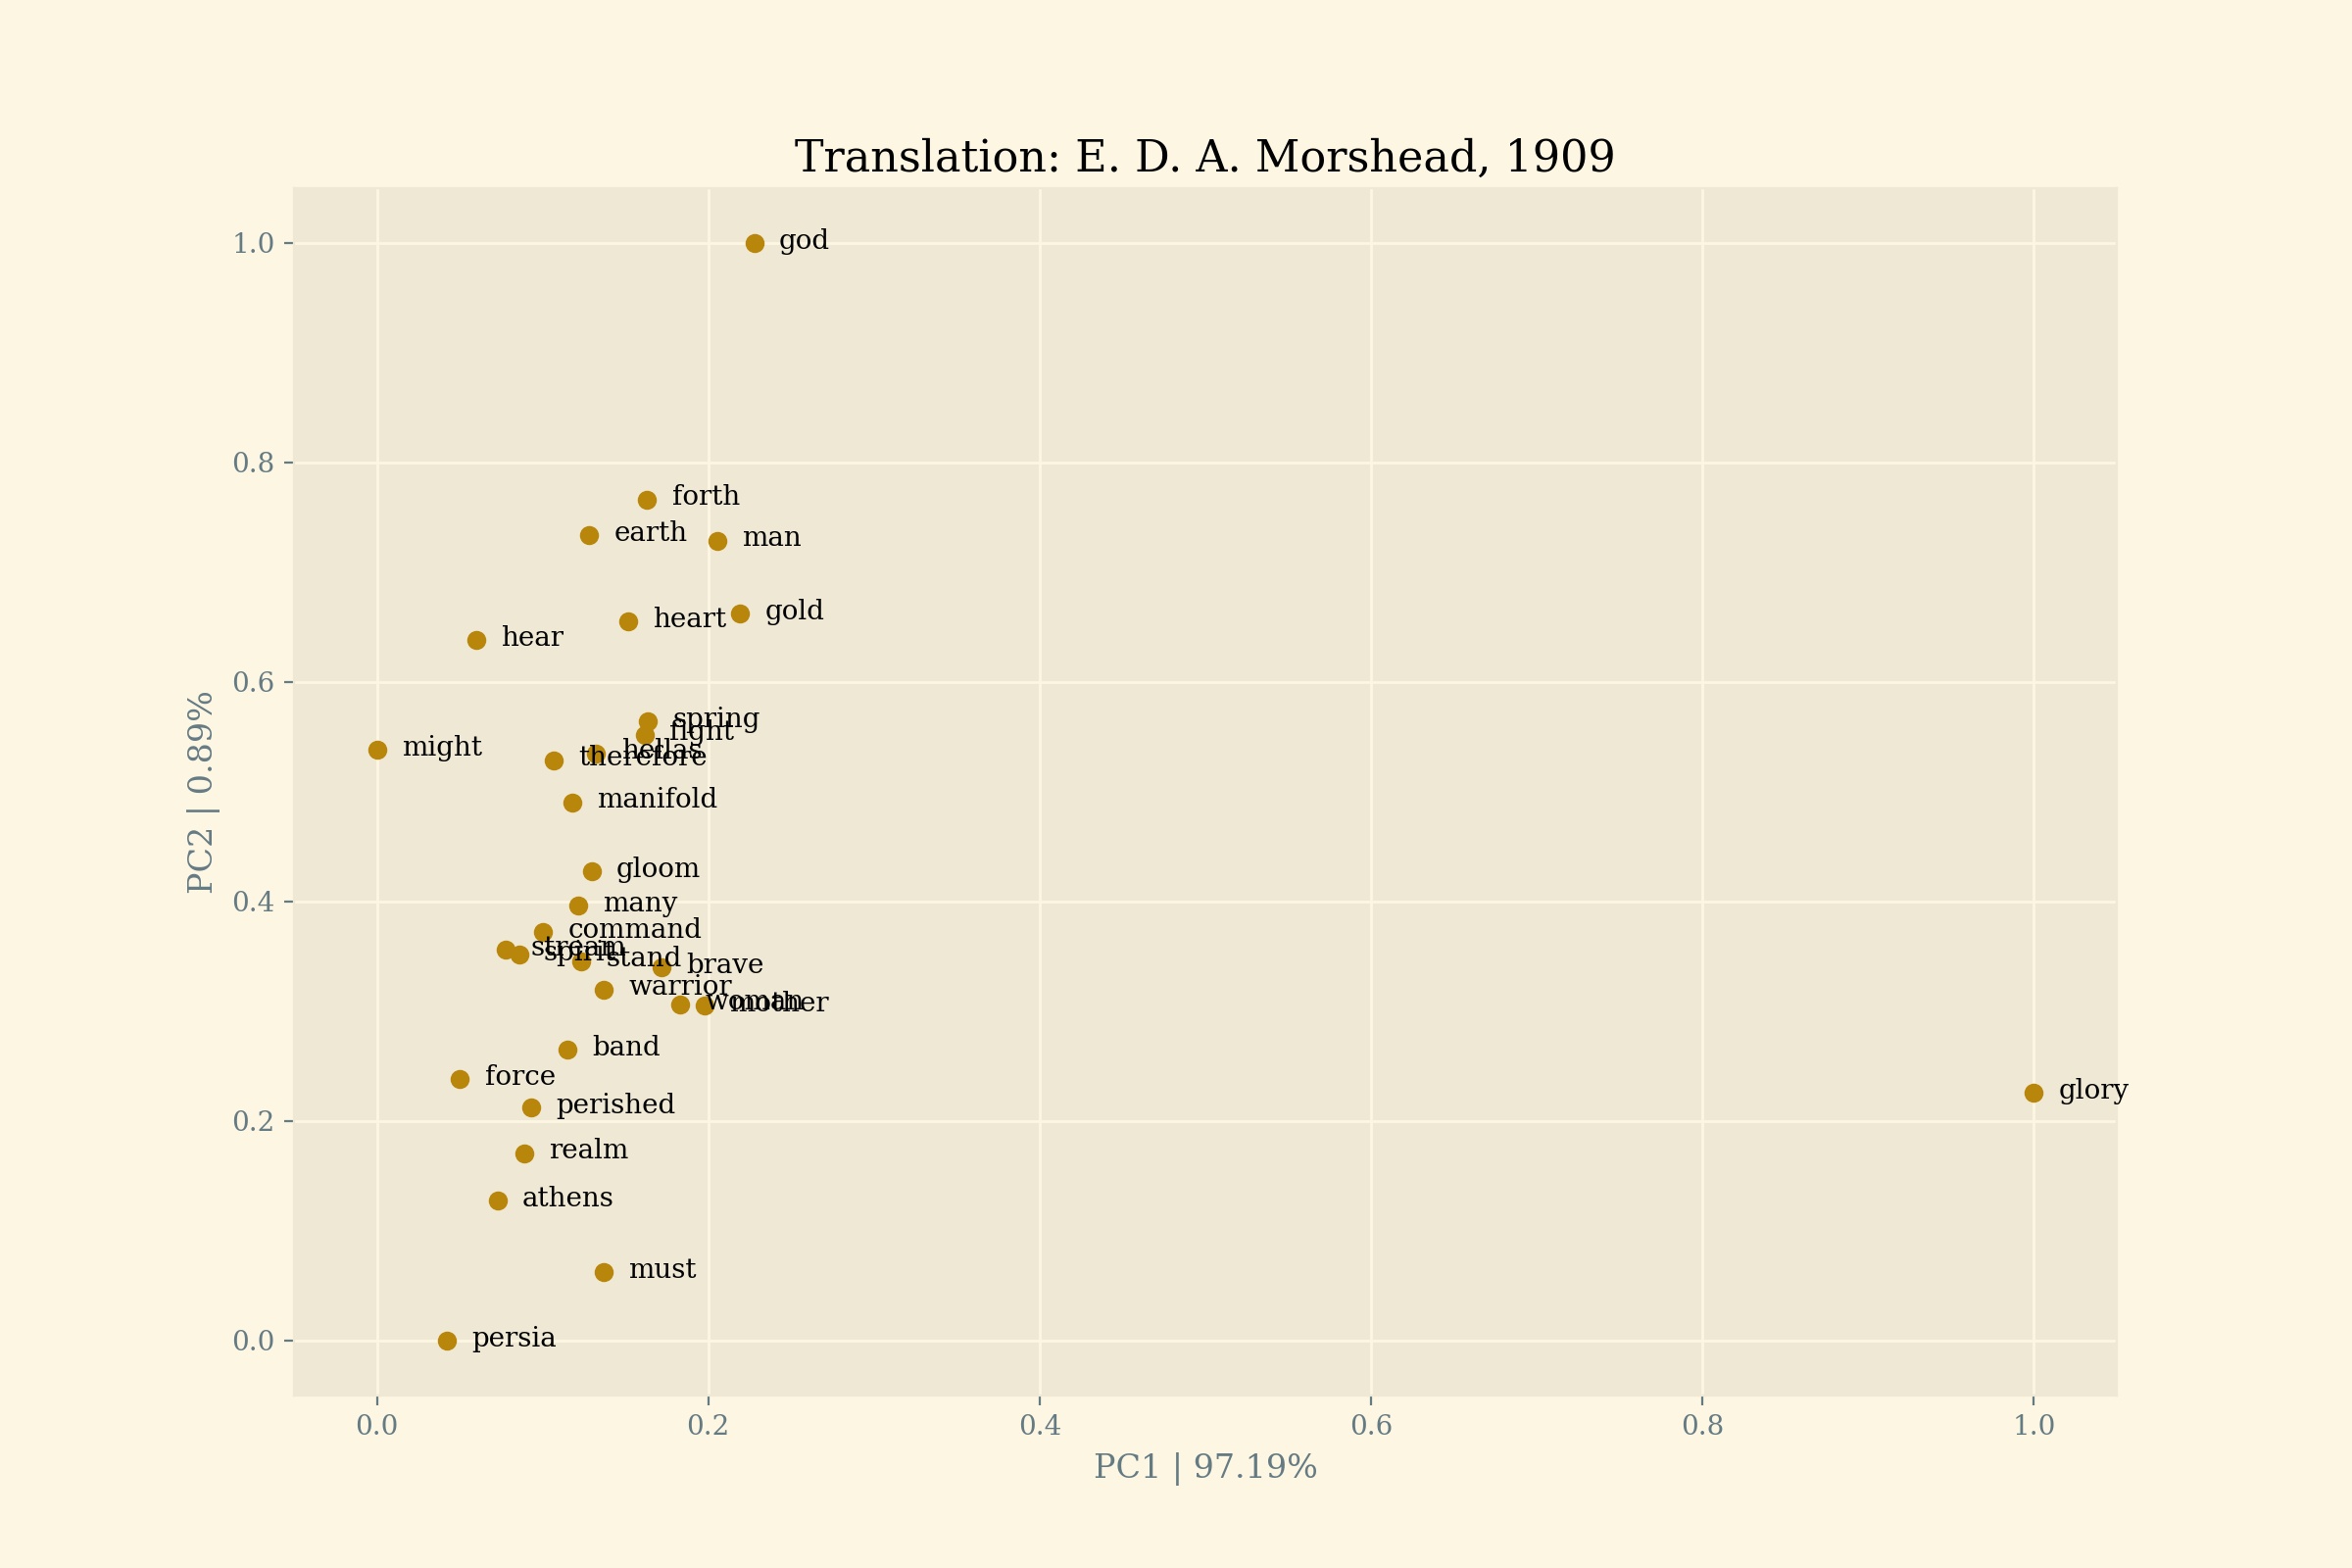 Translation: E. D. A. Morshead, 1909
1.0
god
0.8
forth
earth
man
heart
gold
hear
0.6
spring
fight
might
hellas
therefore
manifold
gloom
0.4
many
command
stream
spirit
stand
brave
warrior
woman
mother
band
force
glory
perished
0.2
realm
athens
must
0.0
persia
PC2 | 0.89%
0.0 0.2 0.4 0.6 0.8 1.0
PC1 | 97.19%